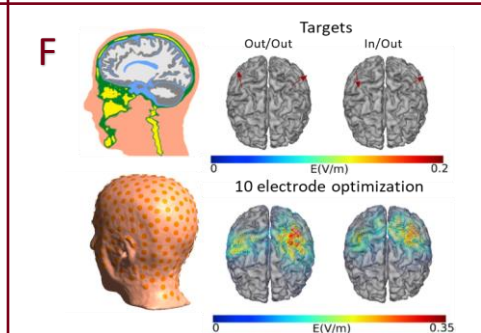 F
Targets
Out/Out In/Out
0 E(V/m) 0.2
10 electrode optimization
0 E(V/m) 0.35